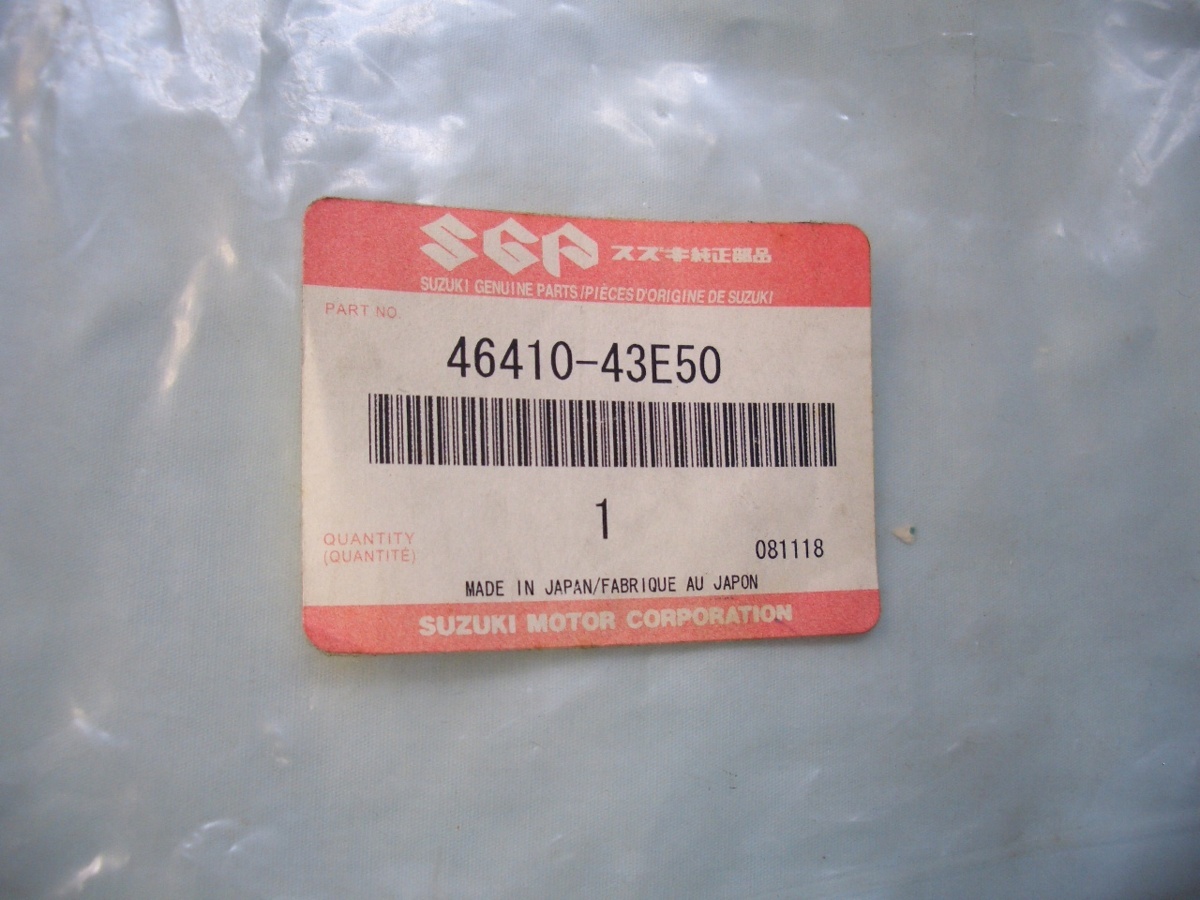 SGP スズキ純正部品
SUZUKI GENUINE PARTS/PIÈCES D'ORIGINE DE SUZUKI
PART NO.
46410-43E50
1
QUANTITY
(QUANTITÉ)
081118
MADE IN JAPAN/FABRIQUE AU JAPON
SUZUKI MOTOR CORPORATION